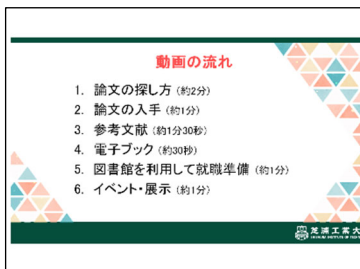 動画の流れ
1. 論文の探し方 (約2分)
2. 論文の入手 (約1分)
3. 参考文献 (約1分30秒)
4. 電子ブック (約30秒)
5. 図書館を利用して就職準備 (約1分)
6. イベント・展示 (約1分)
芝浦工業大